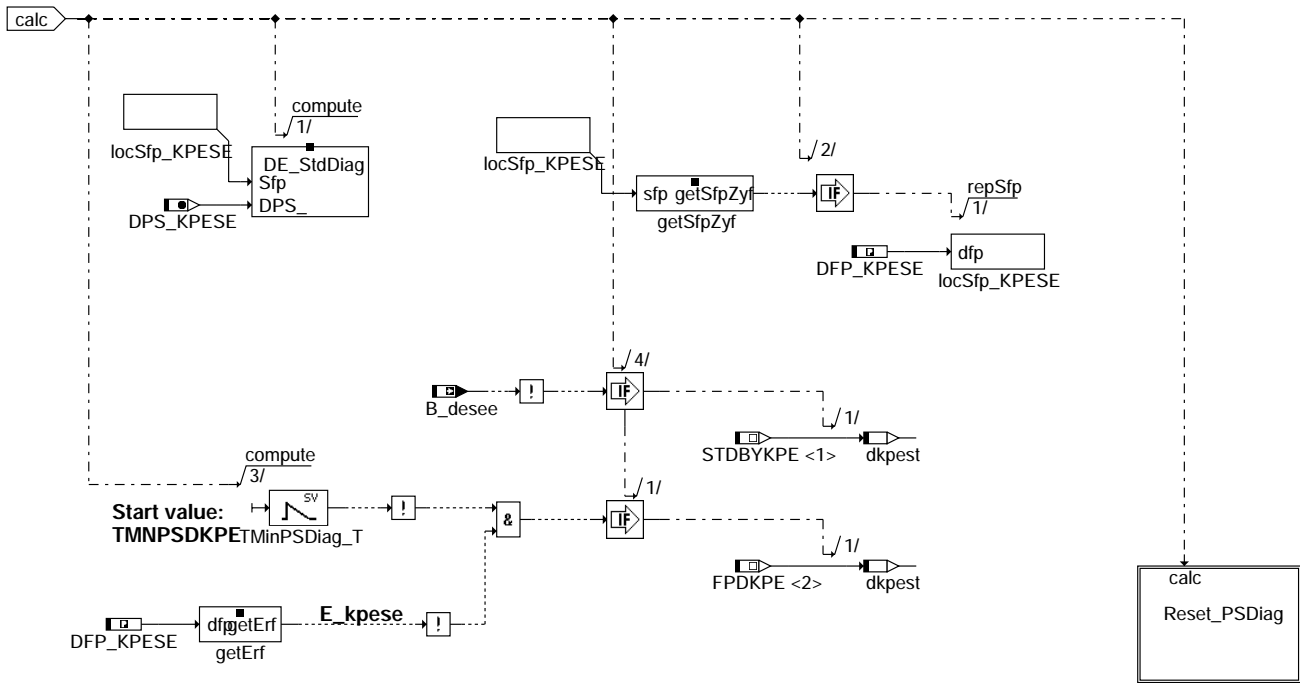 calc
compute
1/
locSfp_KPESE
DE_StdDiag
Sfp
DPS_
DPS_KPESE
/2/
locSfp_KPESE
sfp getSfpZyf
getSfpZyf
IF
repSfp
1/
DFP_KPESE
dfp
locSfp_KPESE
/4/
B_desee
!
IF
/1/
STDBYKPE <1>
dkpest
compute
3/
Start value:
TMNPSDKPE
SV
TMinPSDiag_T
!
&
/1/
IF
/1/
FPDKPE <2>
dkpest
calc
Reset_PSDiag
DFP_KPESE
dfp getErf
getErf
E_kpese
!